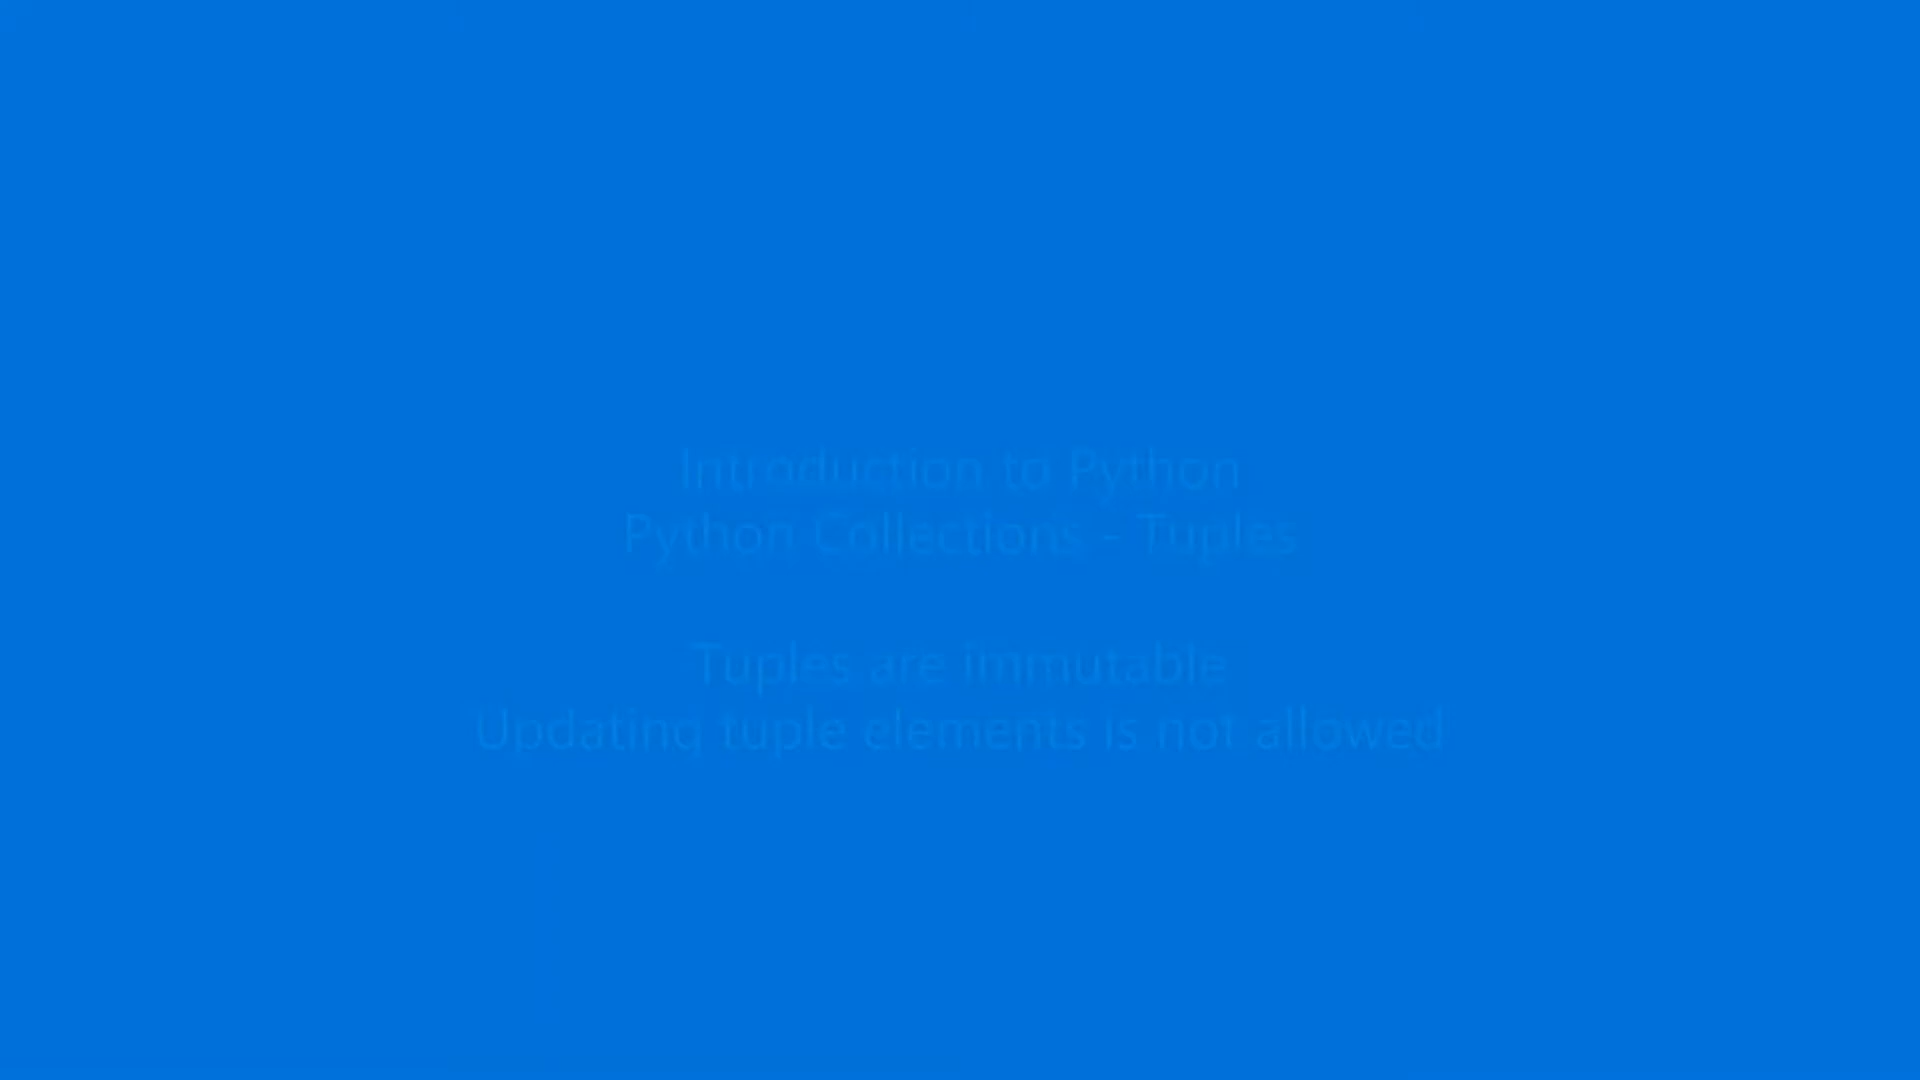 Introduction to Python
Python Collections - Tuples
Tuples are immutable
Updating tuple elements is not allowed